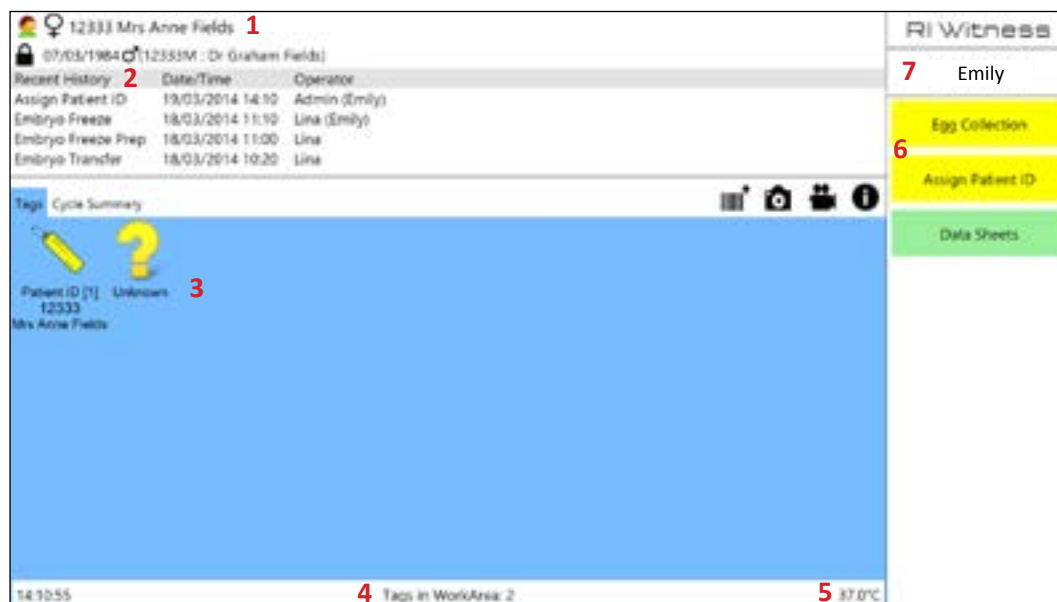 12333 Mrs Anne Fields 1
07/03/1984 (12333M : Dr Graham Fields)
Recent History 2 Date/Time Operator
Assign Patient ID 19/03/2014 14:10 Admin (Emily)
Embryo Freeze 18/03/2014 11:10 Lina (Emily)
Embryo Freeze Prep 18/03/2014 11:00 Lina
Embryo Transfer 18/03/2014 10:20 Lina
Tags Cycle Summary
Patient ID [1] Unknown 3
12333
Mrs Anne Fields
14:10:55 4 Tags in WorkArea: 2 5 37.0°C
RI Witness
7 Emily
Egg Collection
6
Assign Patient ID
Data Sheets